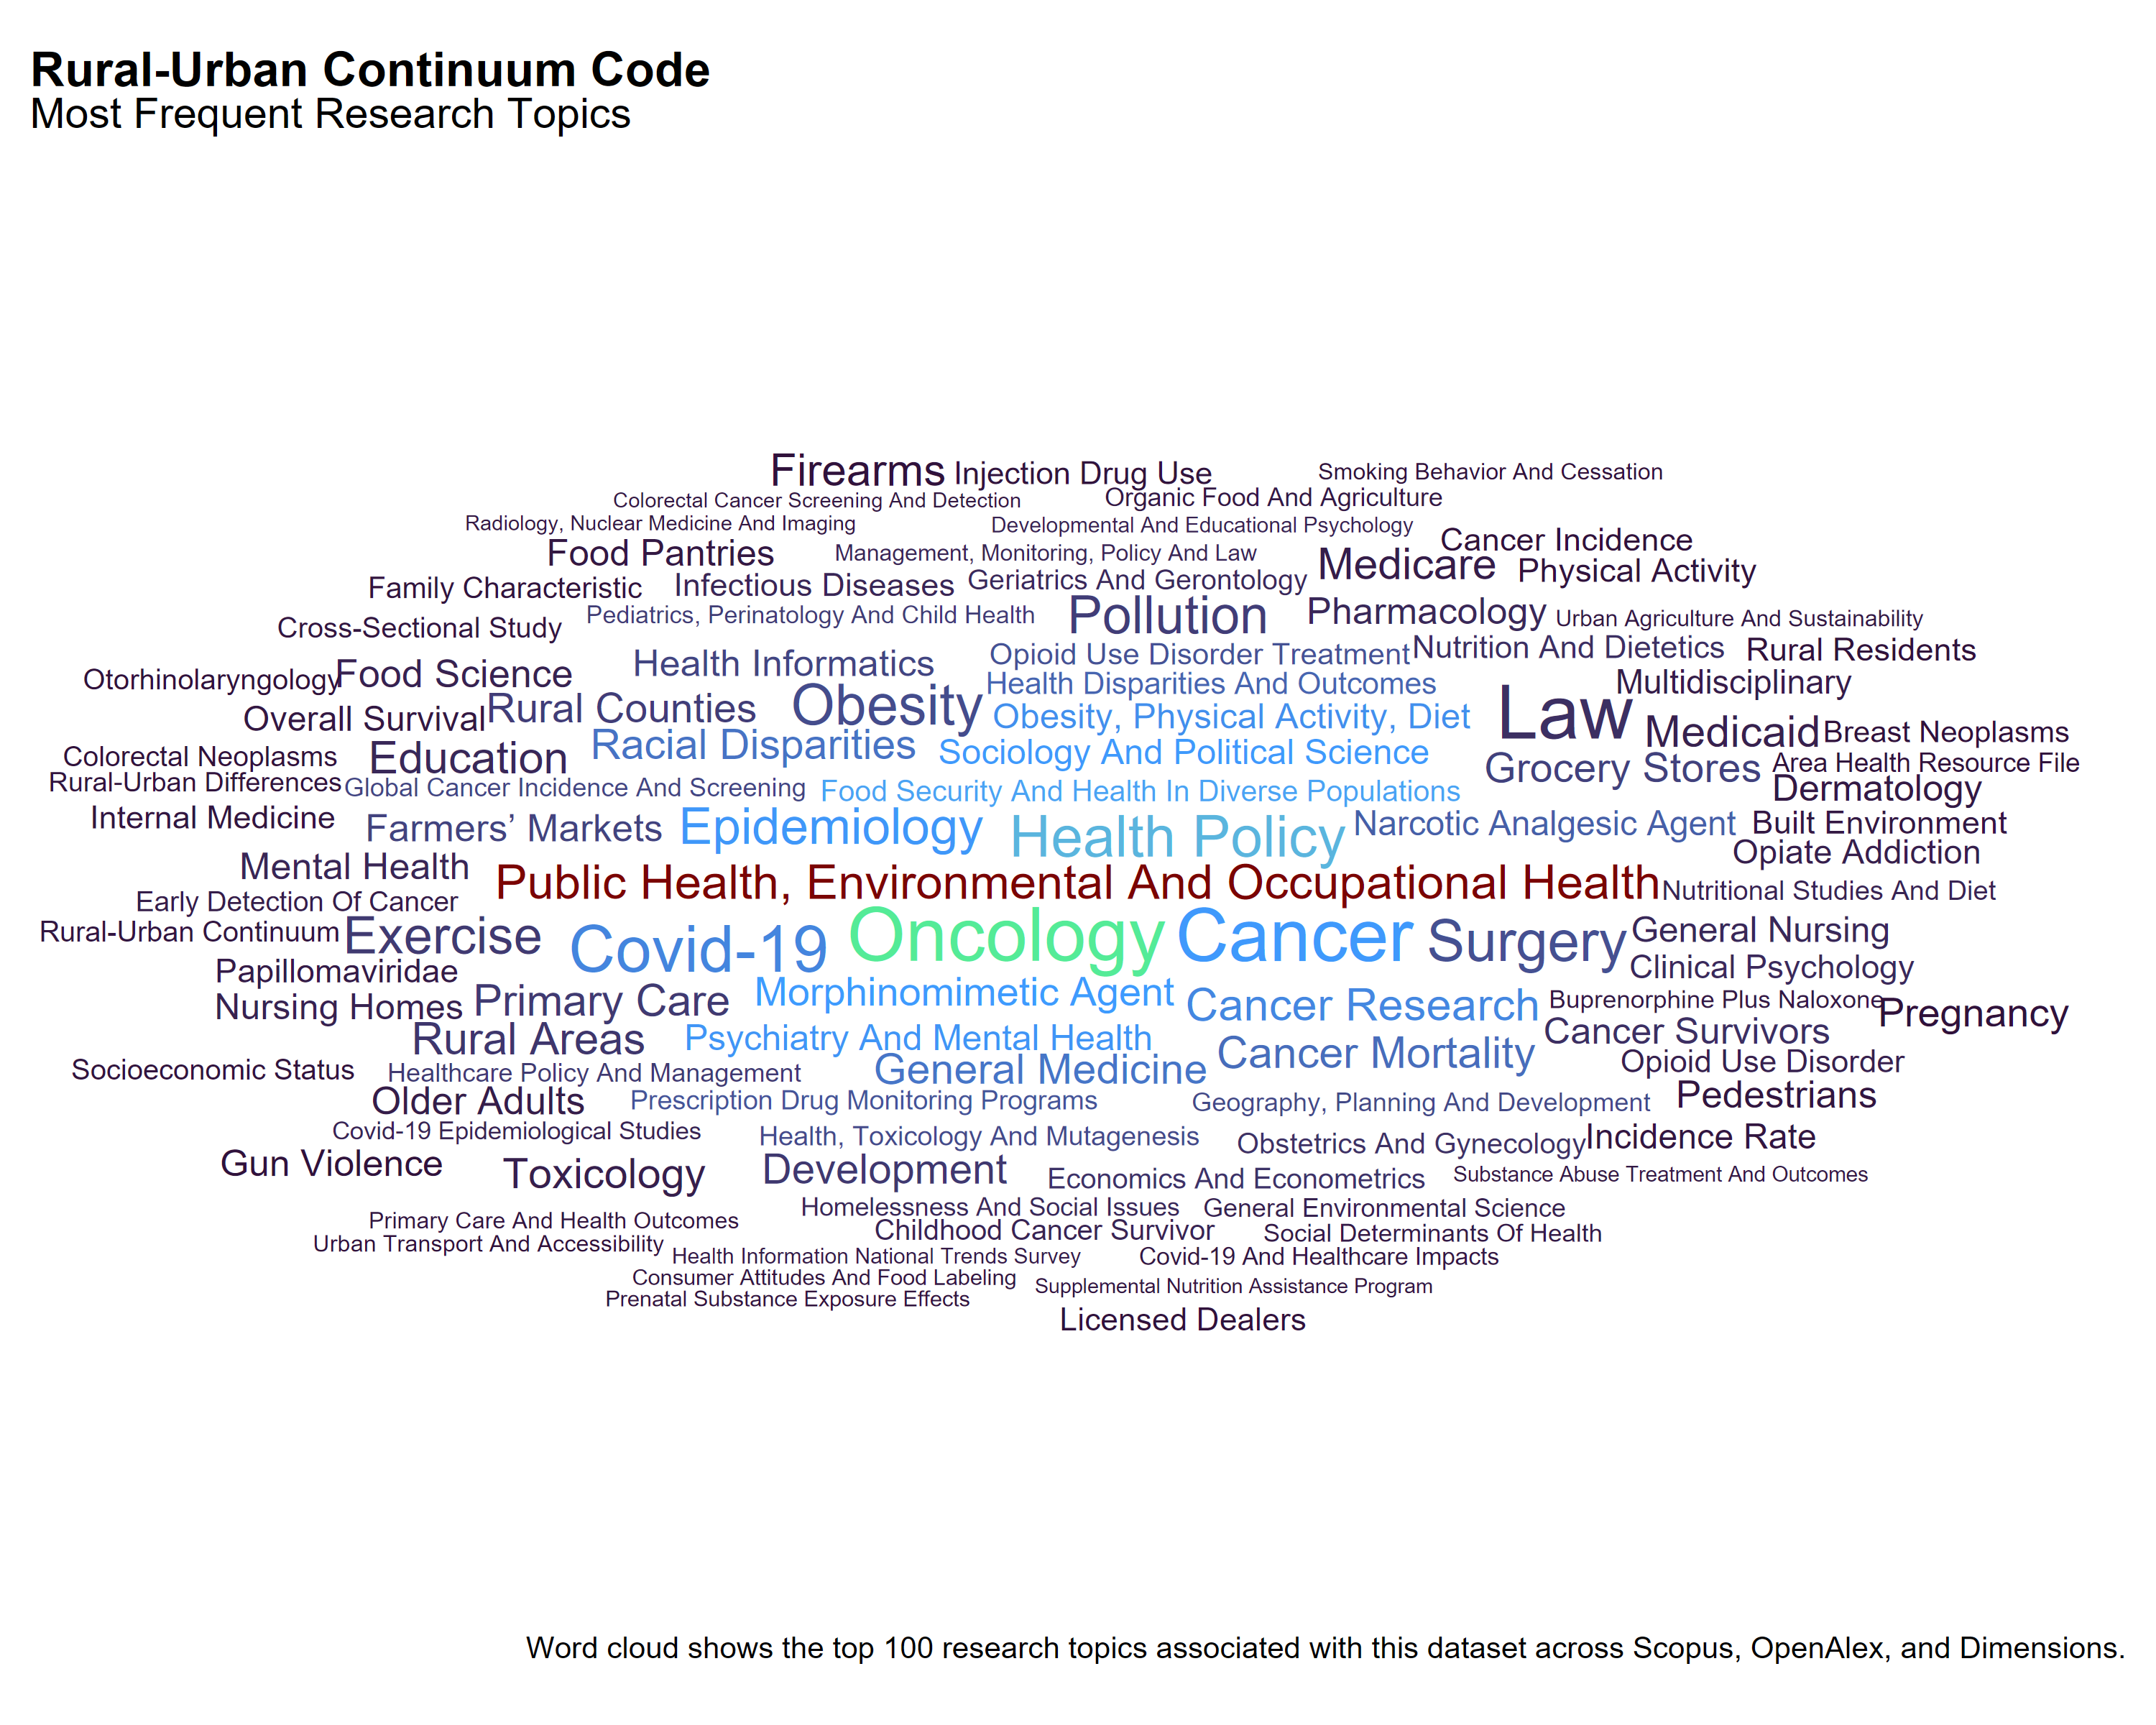 Rural-Urban Continuum Code
Most Frequent Research Topics
Firearms Injection Drug Use Smoking Behavior And Cessation
Colorectal Cancer Screening And Detection Organic Food And Agriculture
Radiology, Nuclear Medicine And Imaging Developmental And Educational Psychology
Food Pantries Management, Monitoring, Policy And Law Medicare Cancer Incidence
Family Characteristic Infectious Diseases Geriatrics And Gerontology Physical Activity
Cross-Sectional Study Pediatrics, Perinatology And Child Health Pollution Pharmacology Urban Agriculture And Sustainability
Otorhinolaryngology Food Science Health Informatics Opioid Use Disorder Treatment Nutrition And Dietetics Rural Residents
Rural Counties Obesity Health Disparities And Outcomes Law Multidisciplinary
Overall Survival Obesity, Physical Activity, Diet Medicaid Breast Neoplasms
Colorectal Neoplasms Education Racial Disparities Sociology And Political Science Grocery Stores Area Health Resource File
Rural-Urban Differences Global Cancer Incidence And Screening Food Security And Health In Diverse Populations Dermatology
Internal Medicine Farmers’ Markets Epidemiology Health Policy Narcotic Analgesic Agent Built Environment
Mental Health Opiate Addiction
Public Health, Environmental And Occupational Health Nutritional Studies And Diet
Early Detection Of Cancer
Rural-Urban Continuum Exercise Covid-19 Oncology Cancer Surgery General Nursing
Papillomaviridae Clinical Psychology
Nursing Homes Primary Care Morphinomimetic Agent Cancer Research Buprenorphine Plus Naloxone Pregnancy
Rural Areas Psychiatry And Mental Health Cancer Survivors
Socioeconomic Status Healthcare Policy And Management General Medicine Cancer Mortality Opioid Use Disorder
Older Adults Prescription Drug Monitoring Programs Geography, Planning And Development Pedestrians
Covid-19 Epidemiological Studies Health, Toxicology And Mutagenesis Obstetrics And Gynecology Incidence Rate
Gun Violence Toxicology Development Economics And Econometrics Substance Abuse Treatment And Outcomes
Homelessness And Social Issues General Environmental Science
Primary Care And Health Outcomes Childhood Cancer Survivor Social Determinants Of Health
Urban Transport And Accessibility Health Information National Trends Survey Covid-19 And Healthcare Impacts
Consumer Attitudes And Food Labeling Supplemental Nutrition Assistance Program
Prenatal Substance Exposure Effects
Licensed Dealers
Word cloud shows the top 100 research topics associated with this dataset across Scopus, OpenAlex, and Dimensions.